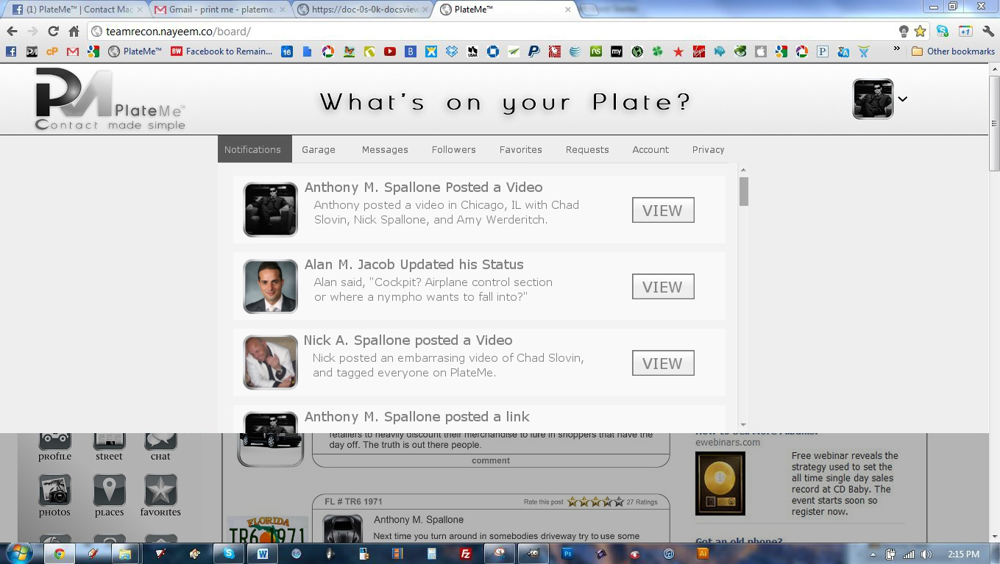 (1) PlateMe™ | Contact Mac
Gmail - print me - plateme.
https://doc-0s-0k-docsview
PlateMe™
teamrecon.nayeem.co/board/
PlateMe™
BW Facebook to Remain...
Other bookmarks
PM PlateMe™
Contact made simple
What's on your Plate?
Notifications Garage Messages Followers Favorites Requests Account Privacy
Anthony M. Spallone Posted a Video
Anthony posted a video in Chicago, IL with Chad
Slovin, Nick Spallone, and Amy Werderitch.
VIEW
Alan M. Jacob Updated his Status
Alan said, "Cockpit? Airplane control section
or where a nympho wants to fall into?"
VIEW
Nick A. Spallone posted a Video
Nick posted an embarrasing video of Chad Slovin,
and tagged everyone on PlateMe.
VIEW
Anthony M. Spallone posted a link
PROFILE STREET CHAT
PHOTOS PLACES FAVORITES
retailers to heavily discount their merchandise to lure in shoppers that have the
day off. The truth is out there people.
comment
FL # TR6 1971
Rate this post
27 Ratings
FLORIDA
TR6 1971
Anthony M. Spallone
Next time you turn around in somebodies driveway try to use some
How to Sell More Albums!
ewebinars.com
Free webinar reveals the
strategy used to set the
all time single day sales
record at CD Baby. The
event starts soon so
register now.
Got an old phone?
2:15 PM